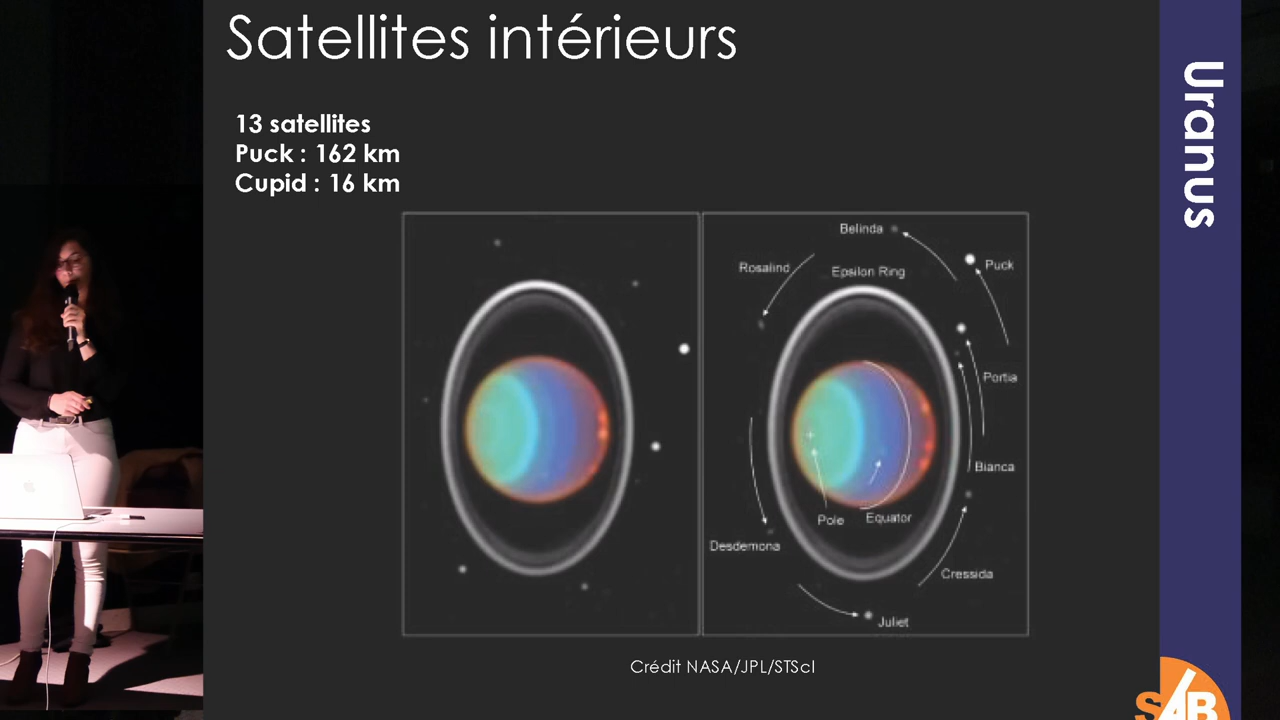 Satellites intérieurs
Uranus
13 satellites
Puck : 162 km
Cupid : 16 km
Belinda
Puck
Rosalind
Epsilon Ring
Portia
Bianca
Pole
Equator
Desdemona
Cressida
Juliet
Crédit NASA/JPL/STScI
SAB